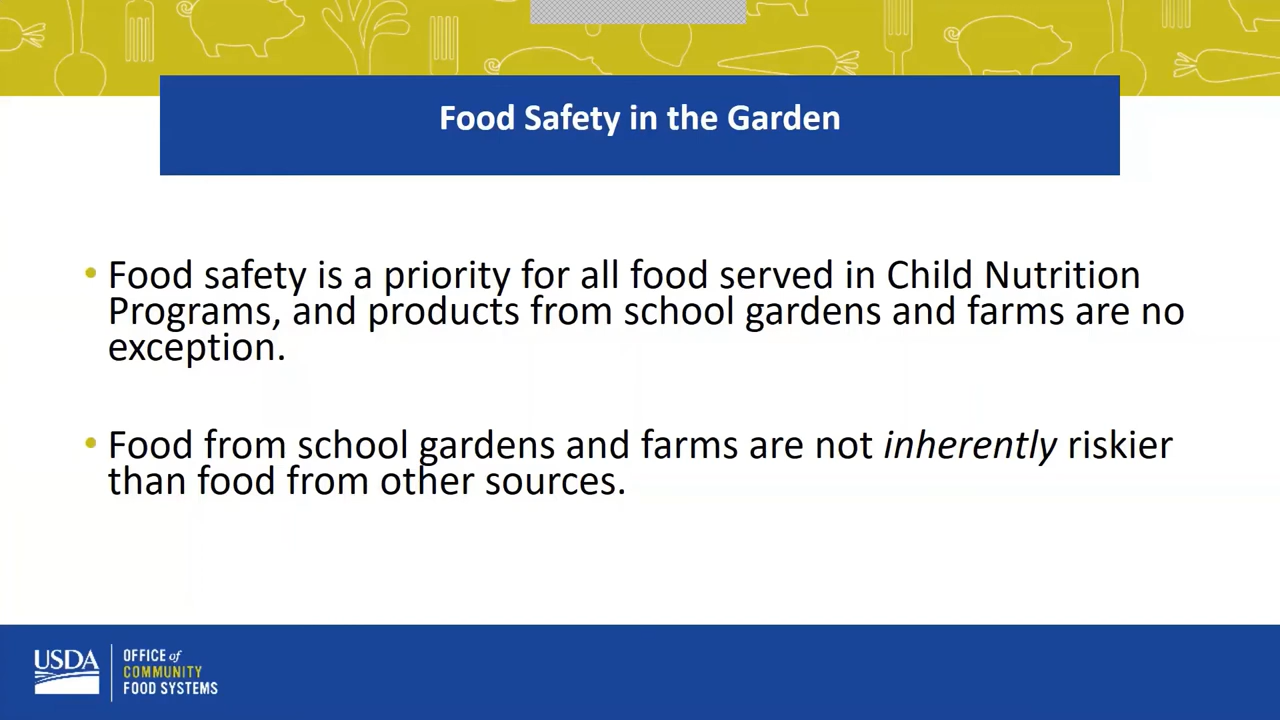 Food Safety in the Garden
• Food safety is a priority for all food served in Child Nutrition
Programs, and products from school gardens and farms are no
exception.
• Food from school gardens and farms are not inherently riskier
than food from other sources.
USDA
OFFICE of
COMMUNITY
FOOD SYSTEMS